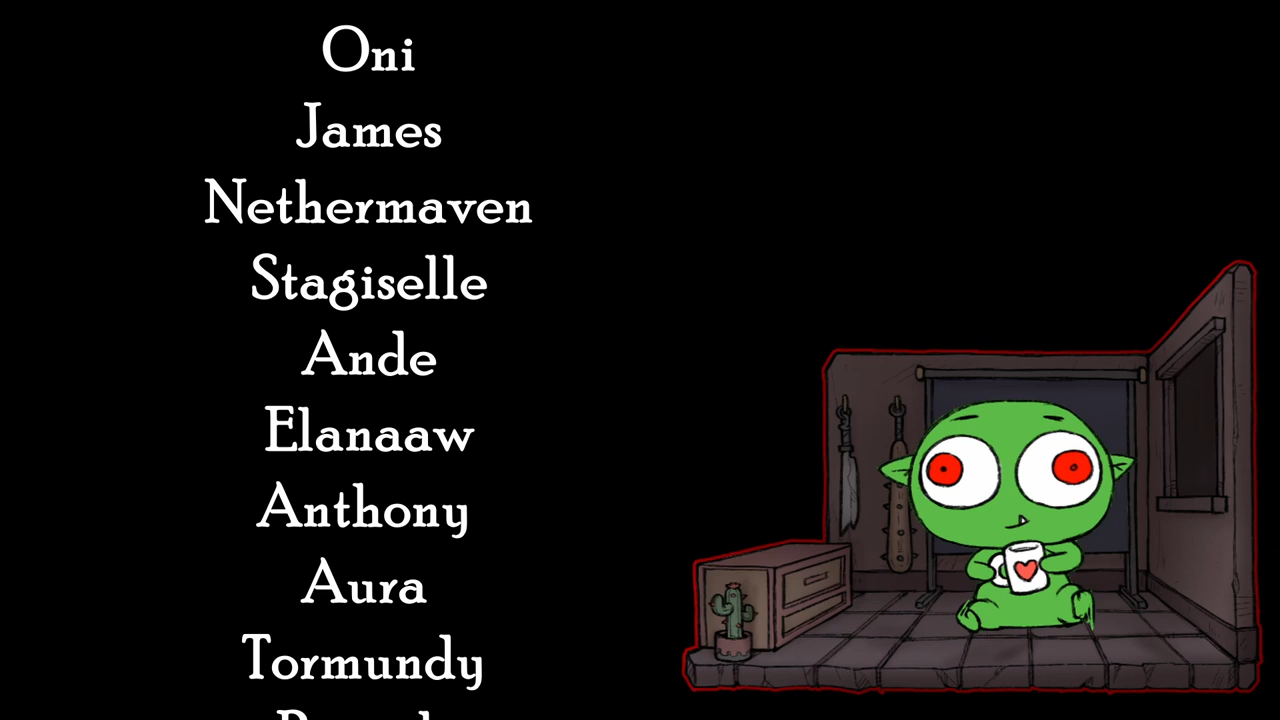 Oni
James
Nethermaven
Stagiselle
Ande
Elanaaw
Anthony
Aura
Tormundy